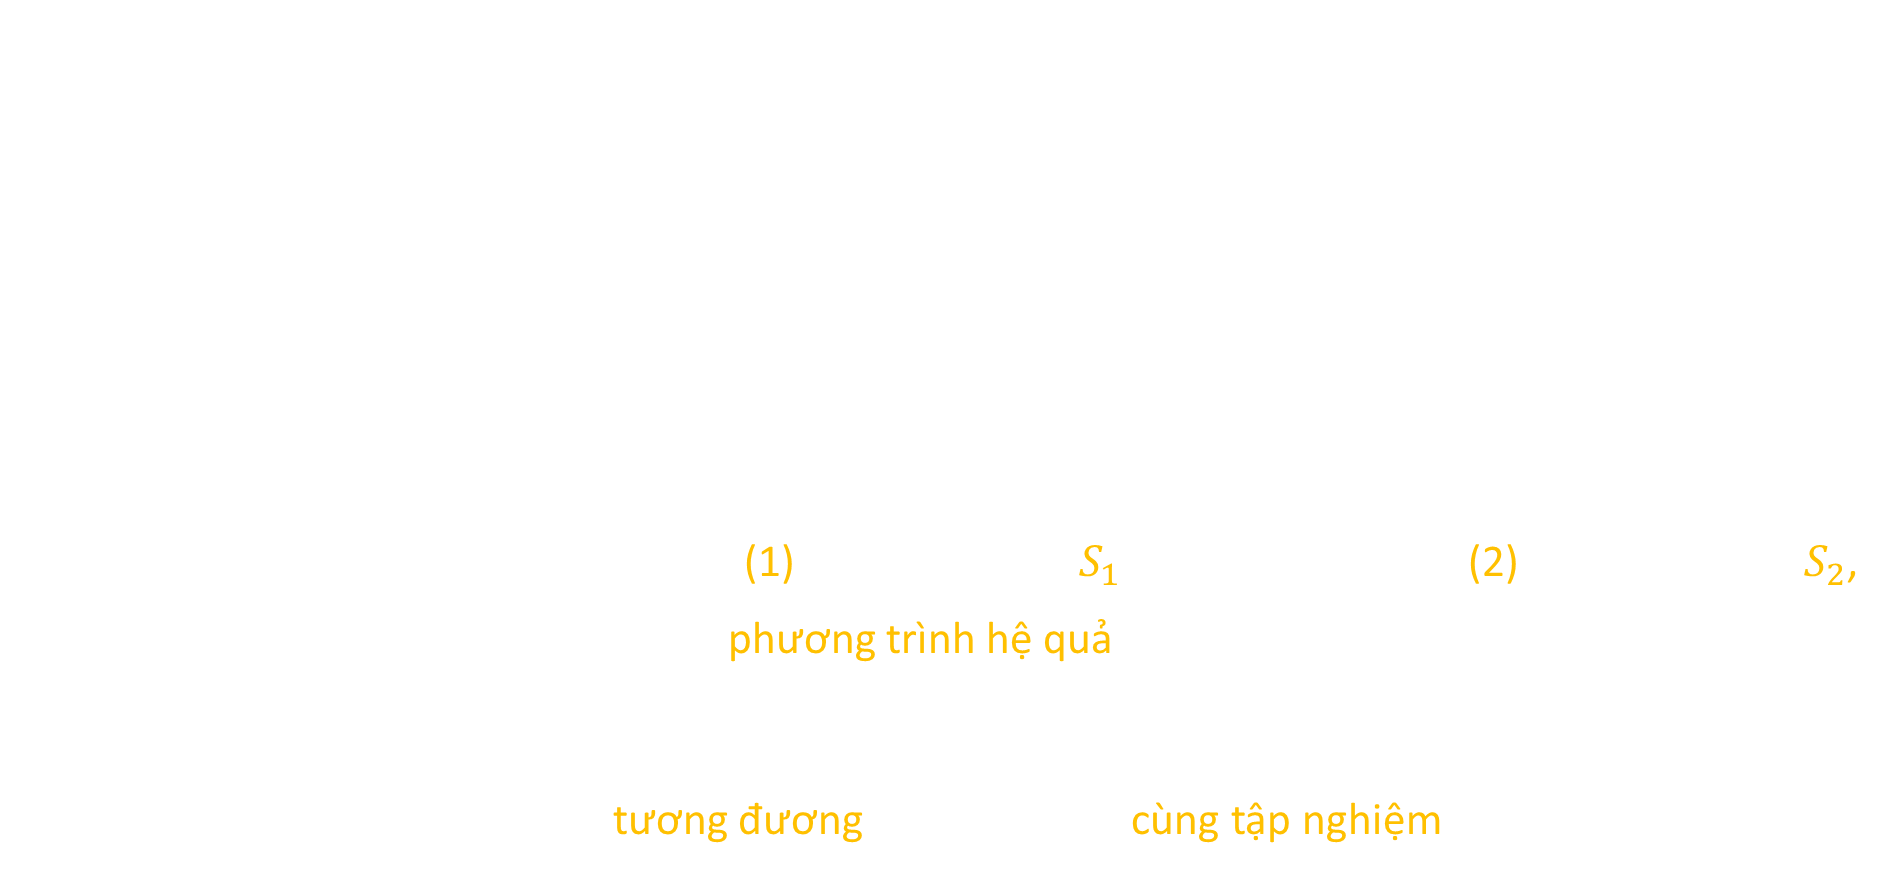 (1) S₁ (2) S₂,
phương trình hệ quả
tương đương cùng tập nghiệm